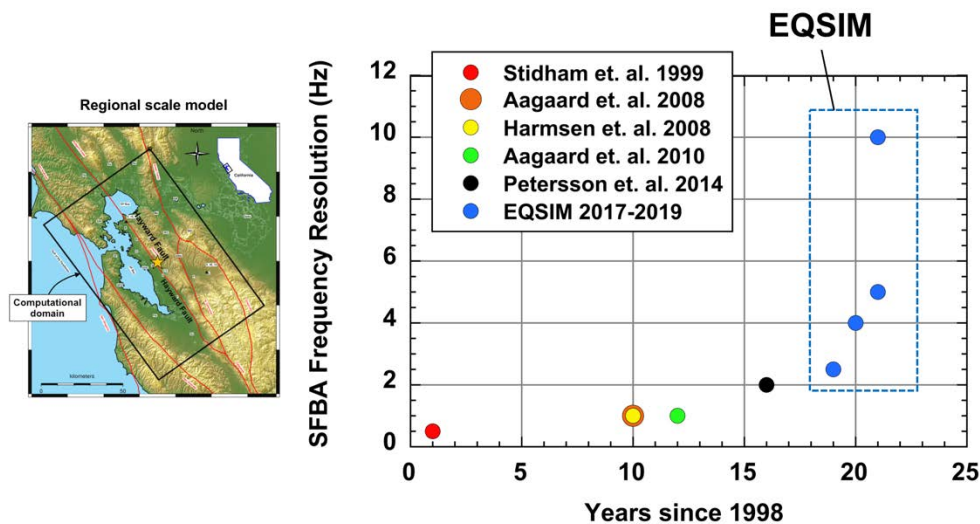 EQSIM
Regional scale model
North
California
Hayward Fault
Hayward Fault
Computational
domain
kilometers
0
50
SFBA Frequency Resolution (Hz)
12
10
8
6
4
2
0
Stidham et. al. 1999
Aagaard et. al. 2008
Harmsen et. al. 2008
Aagaard et. al. 2010
Petersson et. al. 2014
EQSIM 2017-2019
0 5 10 15 20 25
Years since 1998